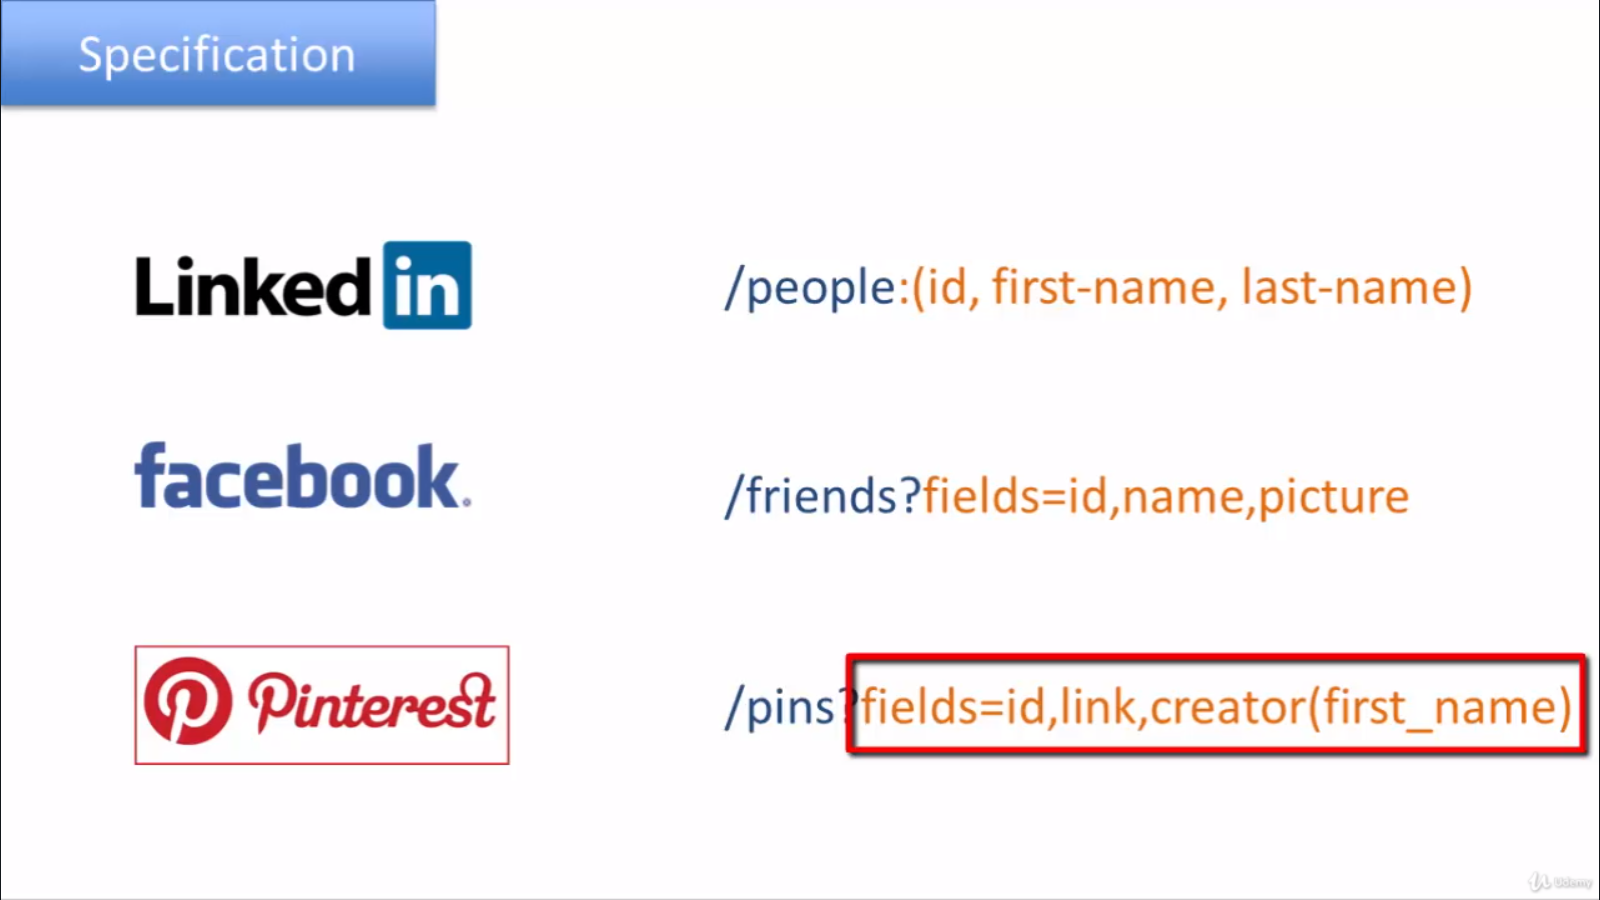 Specification
Linked in
/people:(id, first-name, last-name)
facebook.
/friends?fields=id,name,picture
Pinterest
/pins?fields=id,link,creator(first_name)
Udemy